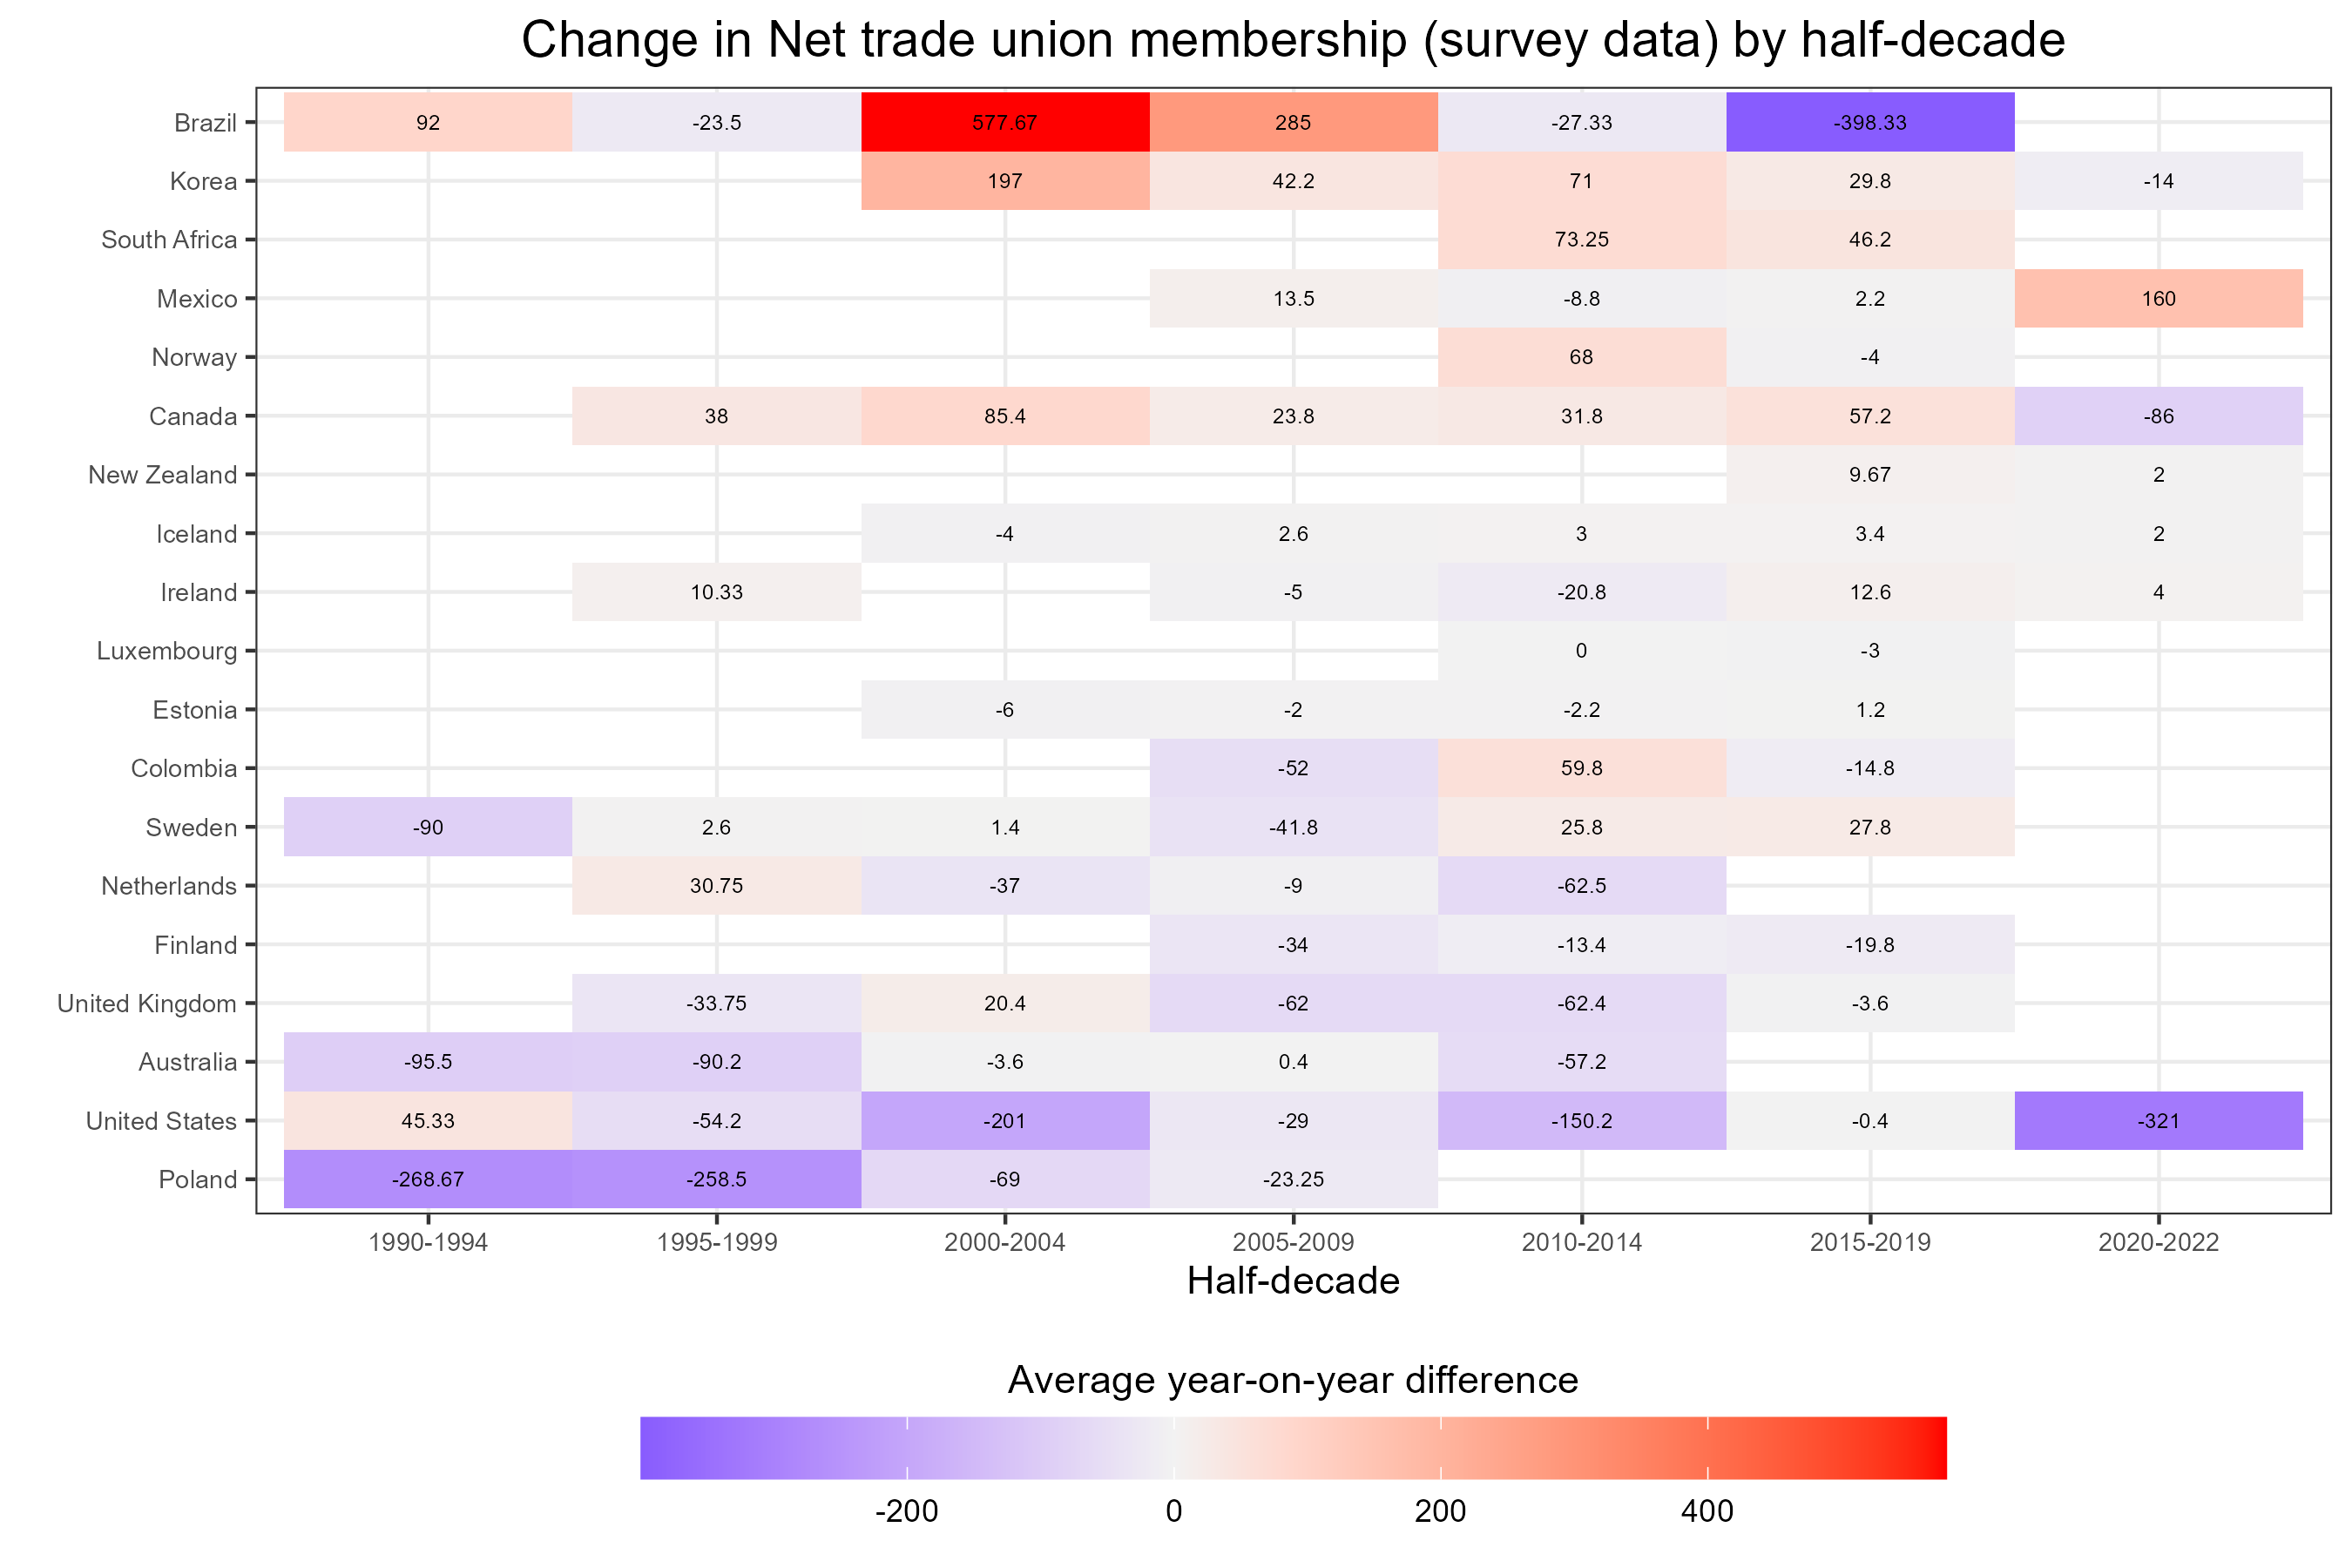 Change in Net trade union membership (survey data) by half-decade
Brazil 92 -23.5 577.67 285 -27.33 -398.33
Korea 197 42.2 71 29.8 -14
South Africa 73.25 46.2
Mexico 13.5 -8.8 2.2 160
Norway 68 -4
Canada 38 85.4 23.8 31.8 57.2 -86
New Zealand 9.67 2
Iceland -4 2.6 3 3.4 2
Ireland 10.33 -5 -20.8 12.6 4
Luxembourg 0 -3
Estonia -6 -2 -2.2 1.2
Colombia -52 59.8 -14.8
Sweden -90 2.6 1.4 -41.8 25.8 27.8
Netherlands 30.75 -37 -9 -62.5
Finland -34 -13.4 -19.8
United Kingdom -33.75 20.4 -62 -62.4 -3.6
Australia -95.5 -90.2 -3.6 0.4 -57.2
United States 45.33 -54.2 -201 -29 -150.2 -0.4 -321
Poland -268.67 -258.5 -69 -23.25
1990-1994 1995-1999 2000-2004 2005-2009 2010-2014 2015-2019 2020-2022
Half-decade
Average year-on-year difference
-200 0 200 400